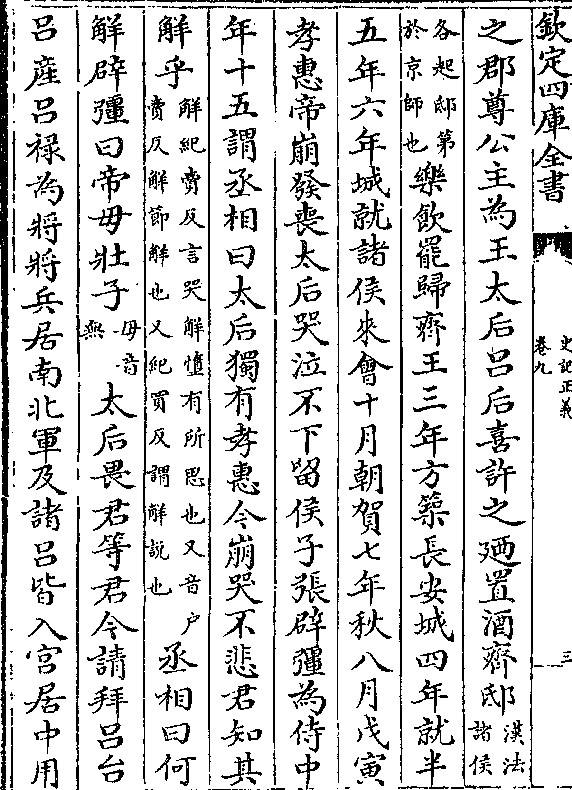 欽定四庫全書
史記正義
卷九
三
之郡尊公主為王太后呂后喜許之廼置酒齊邸漢法諸侯
各起邸第於京師也樂飲罷歸齊王三年方築長安城四年就半
五年六年城就諸侯來會十月朝賀七年秋八月戊寅
孝惠帝崩發喪太后哭泣不下留侯子張辟彊為侍中
年十五謂丞相曰太后獨有孝惠今崩哭不悲君知其
解乎解紀賣反言哭解惰有所思也又音户賣反解節解也又紀買反謂解說也丞相曰何
解辟彊曰帝毋壯子毋音無太后畏君等君今請拜呂台
呂産呂祿為將將兵居南北軍及諸呂皆入宮居中用